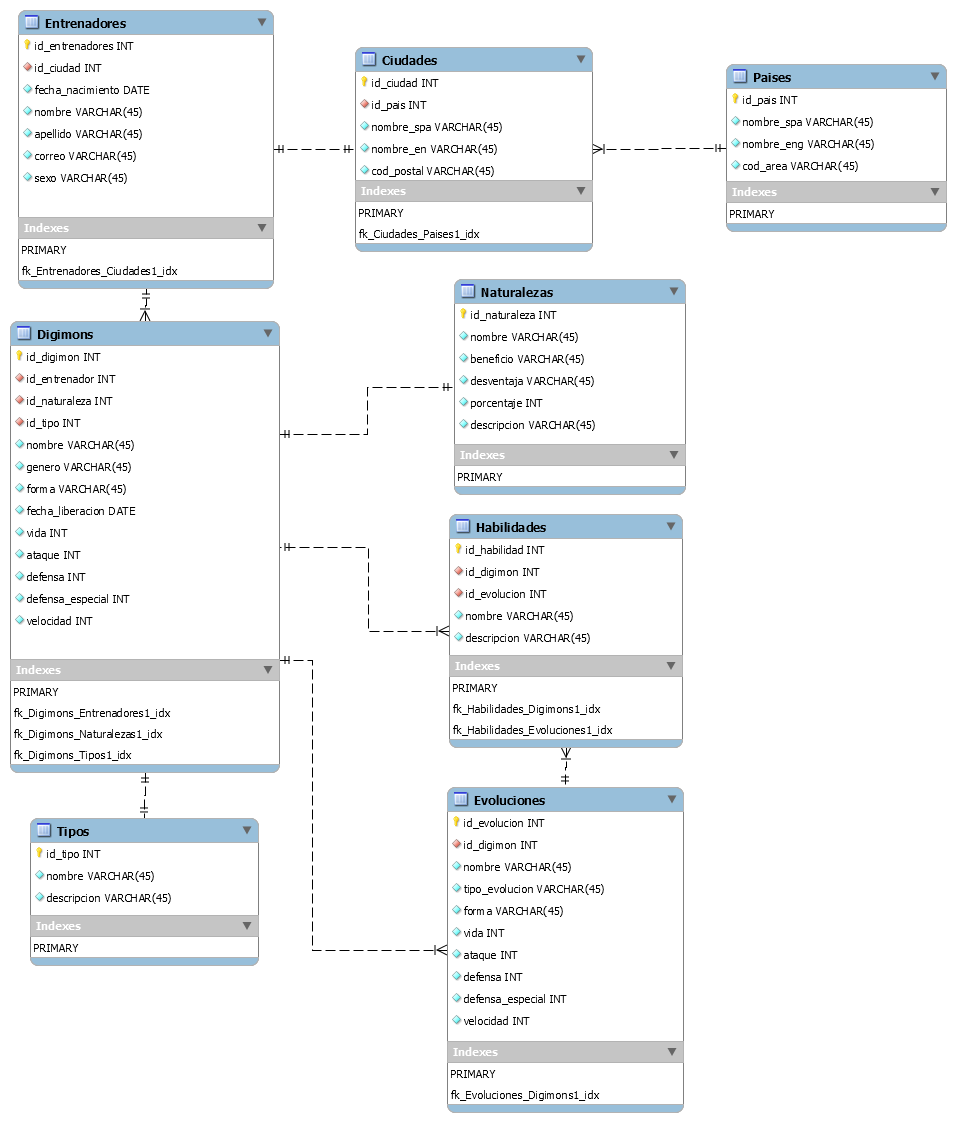 Entrenadores
id_entrenadores INT
id_ciudad INT
fecha_nacimiento DATE
nombre VARCHAR(45)
apellido VARCHAR(45)
correo VARCHAR(45)
sexo VARCHAR(45)
Indexes
PRIMARY
fk_Entrenadores_Ciudades1_idx
Ciudades
id_ciudad INT
id_pais INT
nombre_spa VARCHAR(45)
nombre_en VARCHAR(45)
cod_postal VARCHAR(45)
Indexes
PRIMARY
fk_Ciudades_Paises1_idx
Paises
id_pais INT
nombre_spa VARCHAR(45)
nombre_eng VARCHAR(45)
cod_area VARCHAR(45)
Indexes
PRIMARY
Digimons
id_digimon INT
id_entrenador INT
id_naturaleza INT
id_tipo INT
nombre VARCHAR(45)
genero VARCHAR(45)
forma VARCHAR(45)
fecha_liberacion DATE
vida INT
ataque INT
defensa INT
defensa_especial INT
velocidad INT
Indexes
PRIMARY
fk_Digimons_Entrenadores1_idx
fk_Digimons_Naturalezas1_idx
fk_Digimons_Tipos1_idx
Naturalezas
id_naturaleza INT
nombre VARCHAR(45)
beneficio VARCHAR(45)
desventaja VARCHAR(45)
porcentaje INT
descripcion VARCHAR(45)
Indexes
PRIMARY
Habilidades
id_habilidad INT
id_digimon INT
id_evolucion INT
nombre VARCHAR(45)
descripcion VARCHAR(45)
Indexes
PRIMARY
fk_Habilidades_Digimons1_idx
fk_Habilidades_Evoluciones1_idx
Tipos
id_tipo INT
nombre VARCHAR(45)
descripcion VARCHAR(45)
Indexes
PRIMARY
Evoluciones
id_evolucion INT
id_digimon INT
nombre VARCHAR(45)
tipo_evolucion VARCHAR(45)
forma VARCHAR(45)
vida INT
ataque INT
defensa INT
defensa_especial INT
velocidad INT
Indexes
PRIMARY
fk_Evoluciones_Digimons1_idx